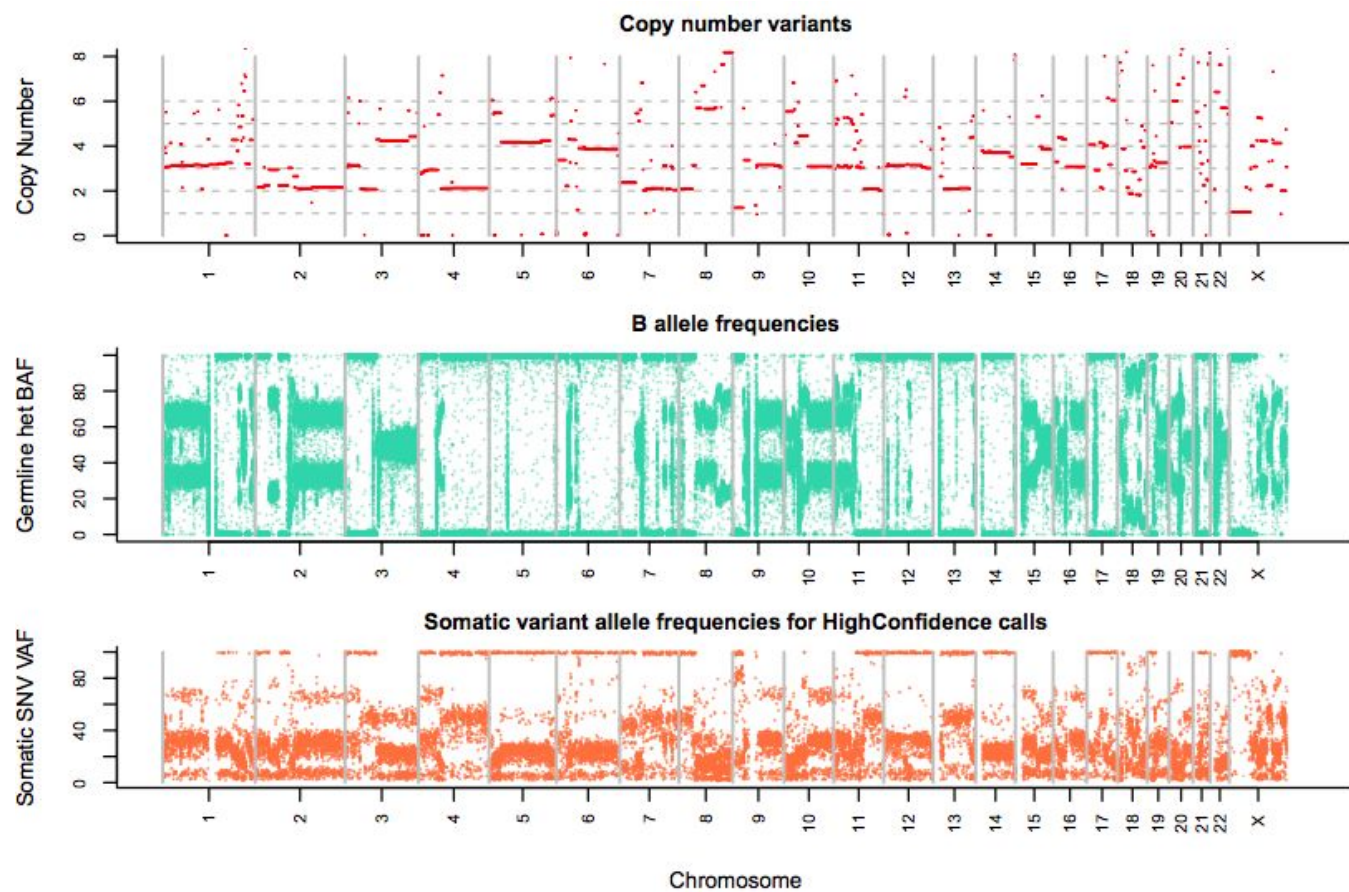 Copy number variants
Copy Number
8
6
4
2
0
1 2 3 4 5 6 7 8 9 10 11 12 13 14 15 16 17 18 19 20 21 22 X
B allele frequencies
Germline het BAF
80
60
40
20
0
1 2 3 4 5 6 7 8 9 10 11 12 13 14 15 16 17 18 19 20 21 22 X
Somatic variant allele frequencies for HighConfidence calls
Somatic SNV VAF
80
40
0
1 2 3 4 5 6 7 8 9 10 11 12 13 14 15 16 17 18 19 20 21 22 X
Chromosome